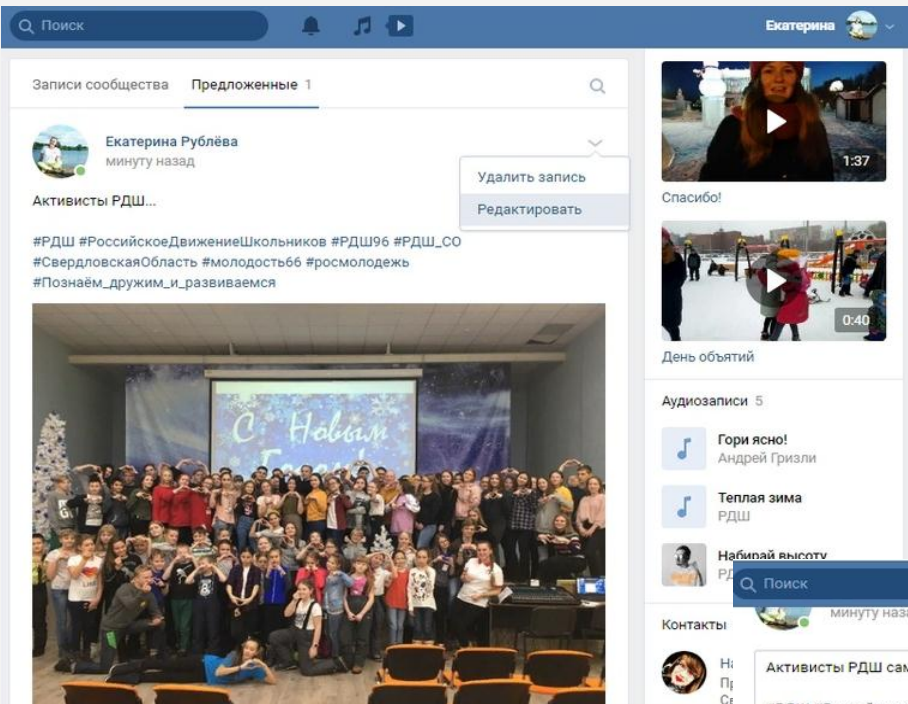 Поиск
Екатерина
Записи сообщества Предложенные 1
Екатерина Рублёва
минуту назад
Удалить запись
Редактировать
Активисты РДШ...
#РДШ #РоссийскоеДвижениеШкольников #РДШ96 #РДШ_СО
#СвердловскаяОбласть #молодость66 #росмолодежь
#Познаём_дружим_и_развиваемся
С Новым
Годом!
1:37
Спасибо!
0:40
День объятий
Аудиозаписи 5
Гори ясно!
Андрей Гризли
Теплая зима
РДШ
Набирай высоту
Контакты
Поиск
минуту наза
Активисты РДШ сам